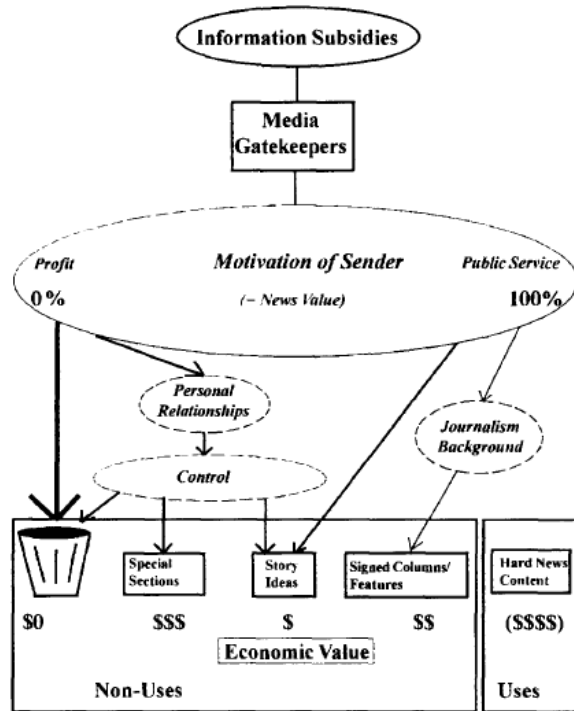 Information Subsidies
Media
Gatekeepers
Profit
Motivation of Sender
Public Service
0%
(= News Value)
100%
Personal
Relationships
Journalism
Background
Control
Special
Sections
Story
Ideas
Signed Columns/
Features
Hard News
Content
$0
$$$
$
$$
($$$$)
Economic Value
Non-Uses
Uses